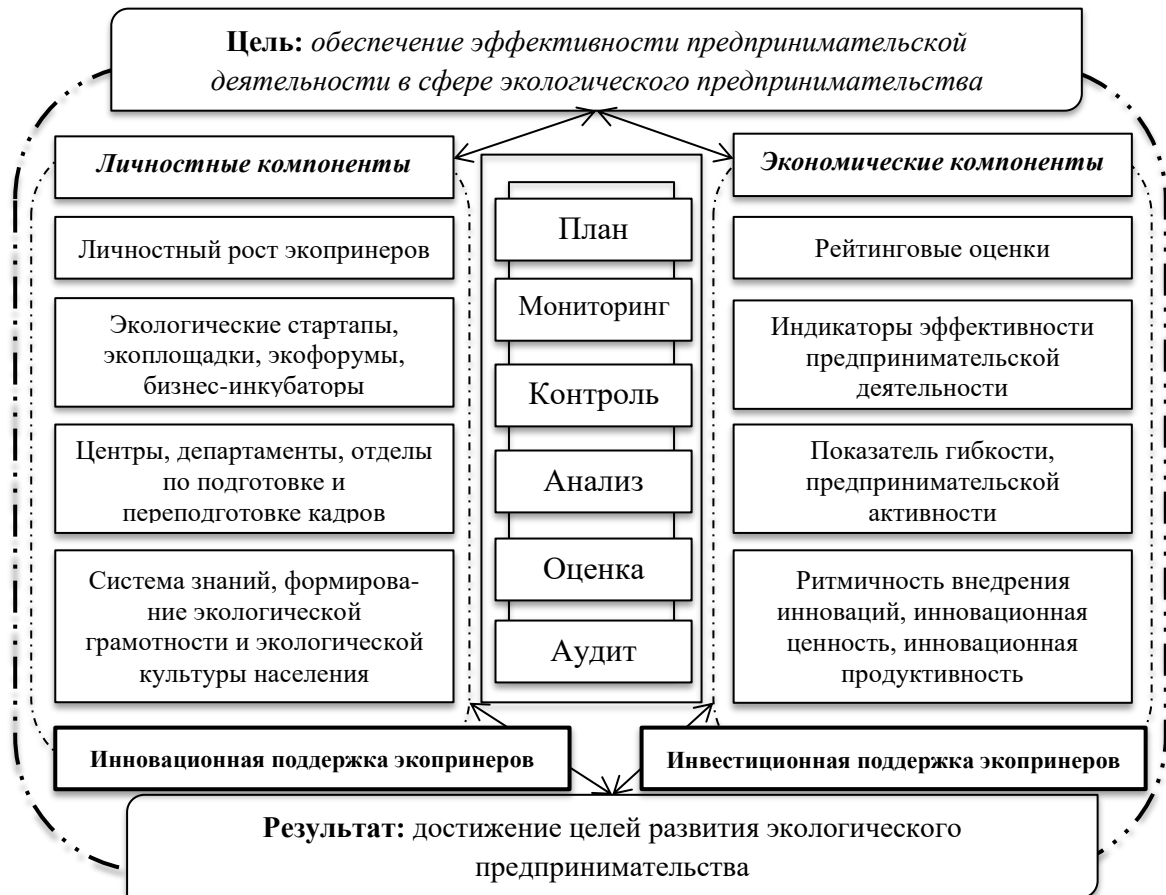 Цель: обеспечение эффективности предпринимательской
деятельности в сфере экологического предпринимательства
Личностные компоненты
Личностный рост экопринеров
Экологические стартапы,
экоплощадки, экофорумы,
бизнес-инкубаторы
Центры, департаменты, отделы
по подготовке и
переподготовке кадров
Система знаний, формирова-
ние экологической
грамотности и экологической
культуры населения
План
Мониторинг
Контроль
Анализ
Оценка
Аудит
Экономические компоненты
Рейтинговые оценки
Индикаторы эффективности
предпринимательской
деятельности
Показатель гибкости,
предпринимательской
активности
Ритмичность внедрения
инноваций, инновационная
ценность, инновационная
продуктивность
Инновационная поддержка экопринеров
Инвестиционная поддержка экопринеров
Результат: достижение целей развития экологического
предпринимательства